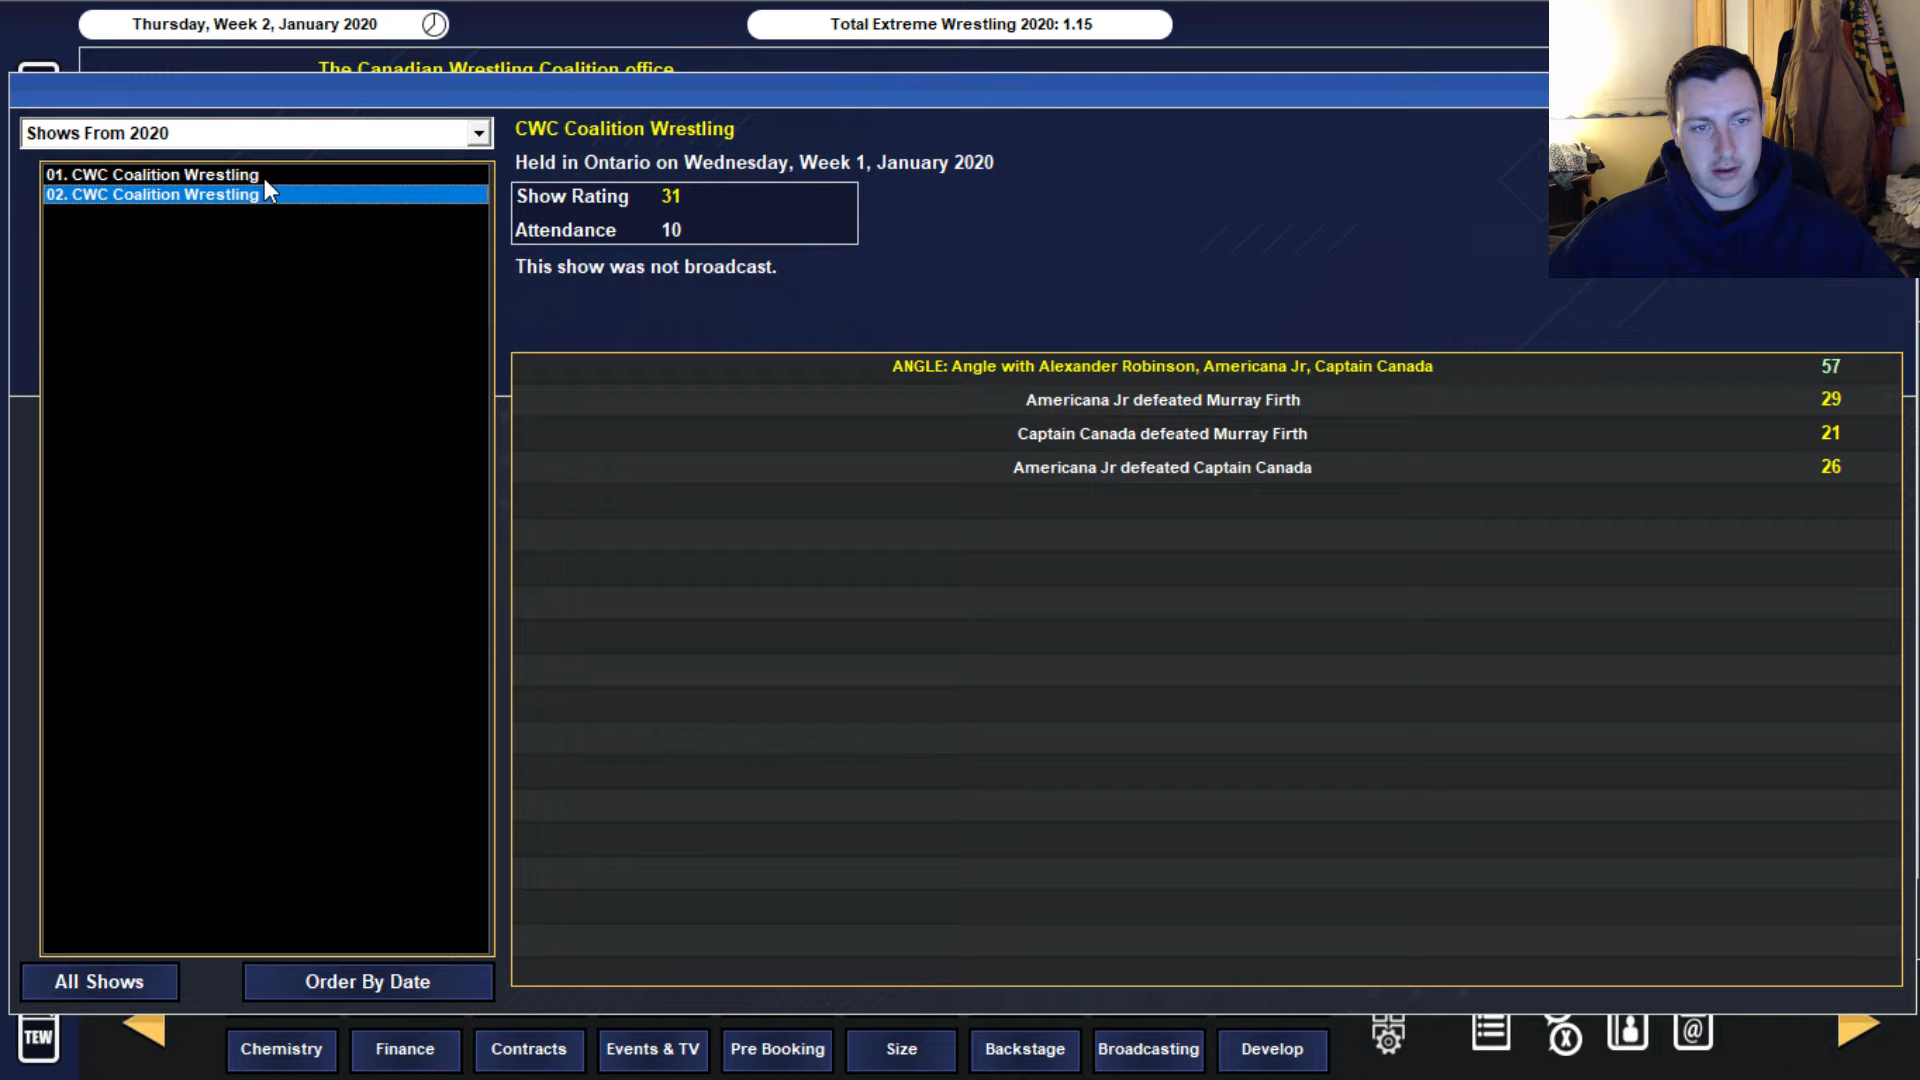 Thursday, Week 2, January 2020
Total Extreme Wrestling 2020: 1.15
The Canadian Wrestling Coalition office
Shows From 2020
01. CWC Coalition Wrestling
02. CWC Coalition Wrestling
CWC Coalition Wrestling
Held in Ontario on Wednesday, Week 1, January 2020
Show Rating 31
Attendance 10
This show was not broadcast.
ANGLE: Angle with Alexander Robinson, Americana Jr, Captain Canada 57
Americana Jr defeated Murray Firth 29
Captain Canada defeated Murray Firth 21
Americana Jr defeated Captain Canada 26
All Shows
Order By Date
TEW
Chemistry
Finance
Contracts
Events & TV
Pre Booking
Size
Backstage
Broadcasting
Develop